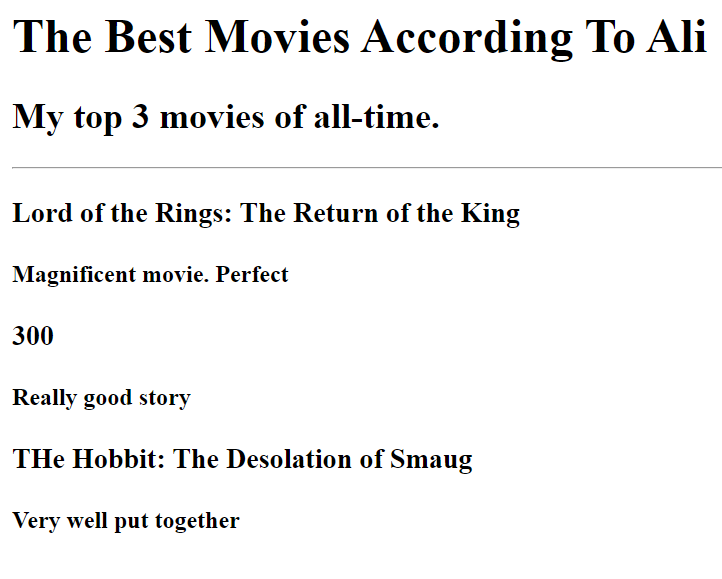 The Best Movies According To Ali
My top 3 movies of all-time.
Lord of the Rings: The Return of the King
Magnificent movie. Perfect
300
Really good story
THe Hobbit: The Desolation of Smaug
Very well put together